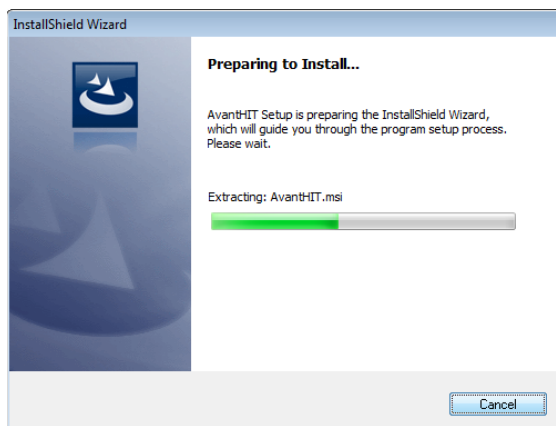 InstallShield Wizard
Preparing to Install...
AvantHIT Setup is preparing the InstallShield Wizard,
which will guide you through the program setup process.
Please wait.
Extracting: AvantHIT.msi
Cancel